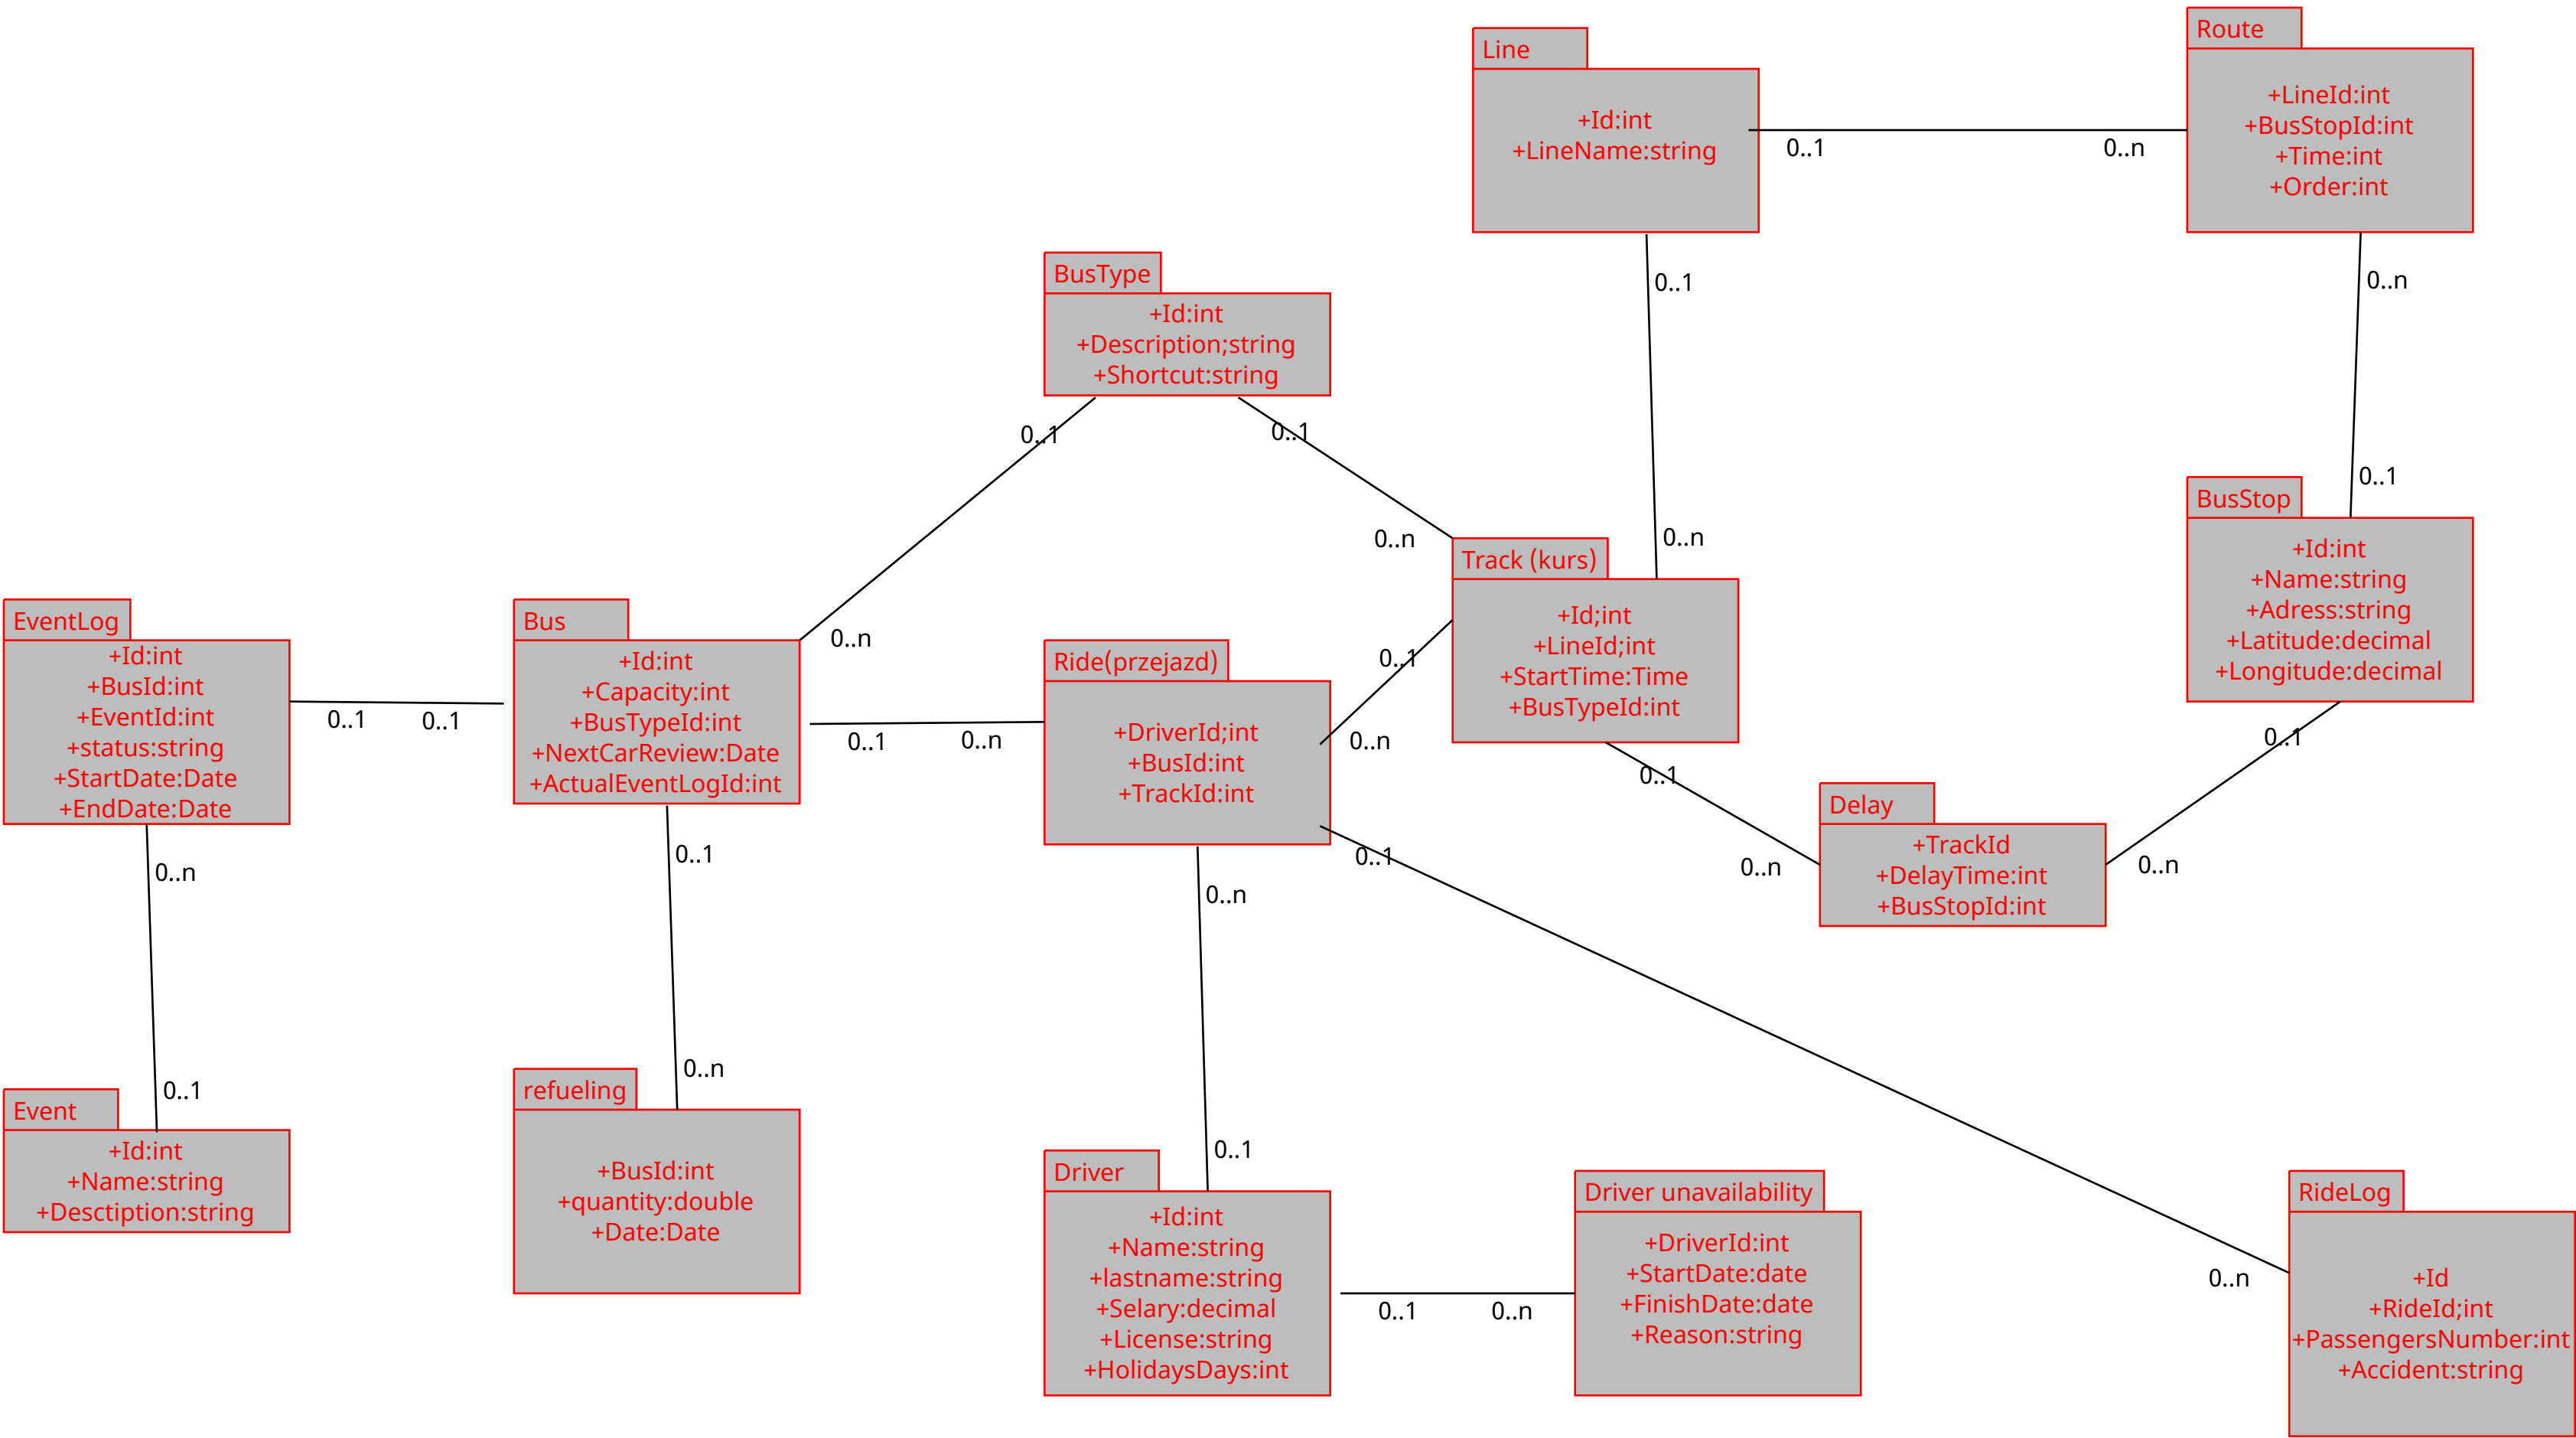 Route
+LineId:int
+BusStopId:int
+Time:int
+Order:int
Line
+Id:int
+LineName:string
0..1
0..n
BusType
+Id:int
+Description;string
+Shortcut:string
0..1
0..n
0..1
0..n
0..1
0..n
0..n
0..1
BusStop
+Id:int
+Name:string
+Adress:string
+Latitude:decimal
+Longitude:decimal
Track (kurs)
+Id;int
+LineId;int
+StartTime:Time
+BusTypeId:int
EventLog
+Id:int
+BusId:int
+EventId:int
+status:string
+StartDate:Date
+EndDate:Date
0..1
0..1
Bus
+Id:int
+Capacity:int
+BusTypeId:int
+NextCarReview:Date
+ActualEventLogId:int
0..1
0..n
Ride(przejazd)
+DriverId;int
+BusId:int
+TrackId:int
0..1
0..n
0..1
0..n
0..1
0..n
Delay
+TrackId
+DelayTime:int
+BusStopId:int
0..n
0..1
0..1
0..n
0..n
0..1
0..1
0..n
Event
+Id:int
+Name:string
+Desctiption:string
refueling
+BusId:int
+quantity:double
+Date:Date
Driver
+Id:int
+Name:string
+lastname:string
+Selary:decimal
+License:string
+HolidaysDays:int
0..1
0..n
Driver unavailability
+DriverId:int
+StartDate:date
+FinishDate:date
+Reason:string
RideLog
+Id
+RideId;int
+PassengersNumber:int
+Accident:string